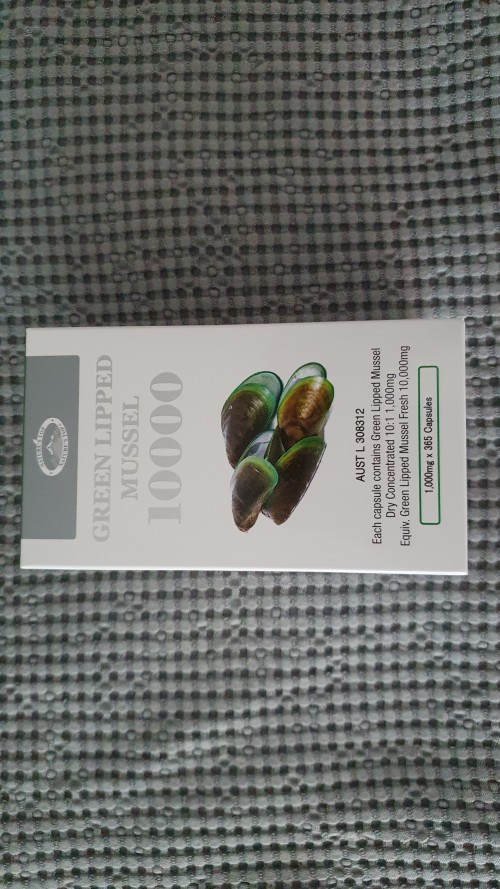 GREEN LIPPED
MUSSEL
10000
AUST L 308312
Each capsule contains Green Lipped Mussel
Dry Concentrated 10:1 1,000mg
Equiv. Green Lipped Mussel Fresh 10,000mg
1,000mg x 365 Capsules